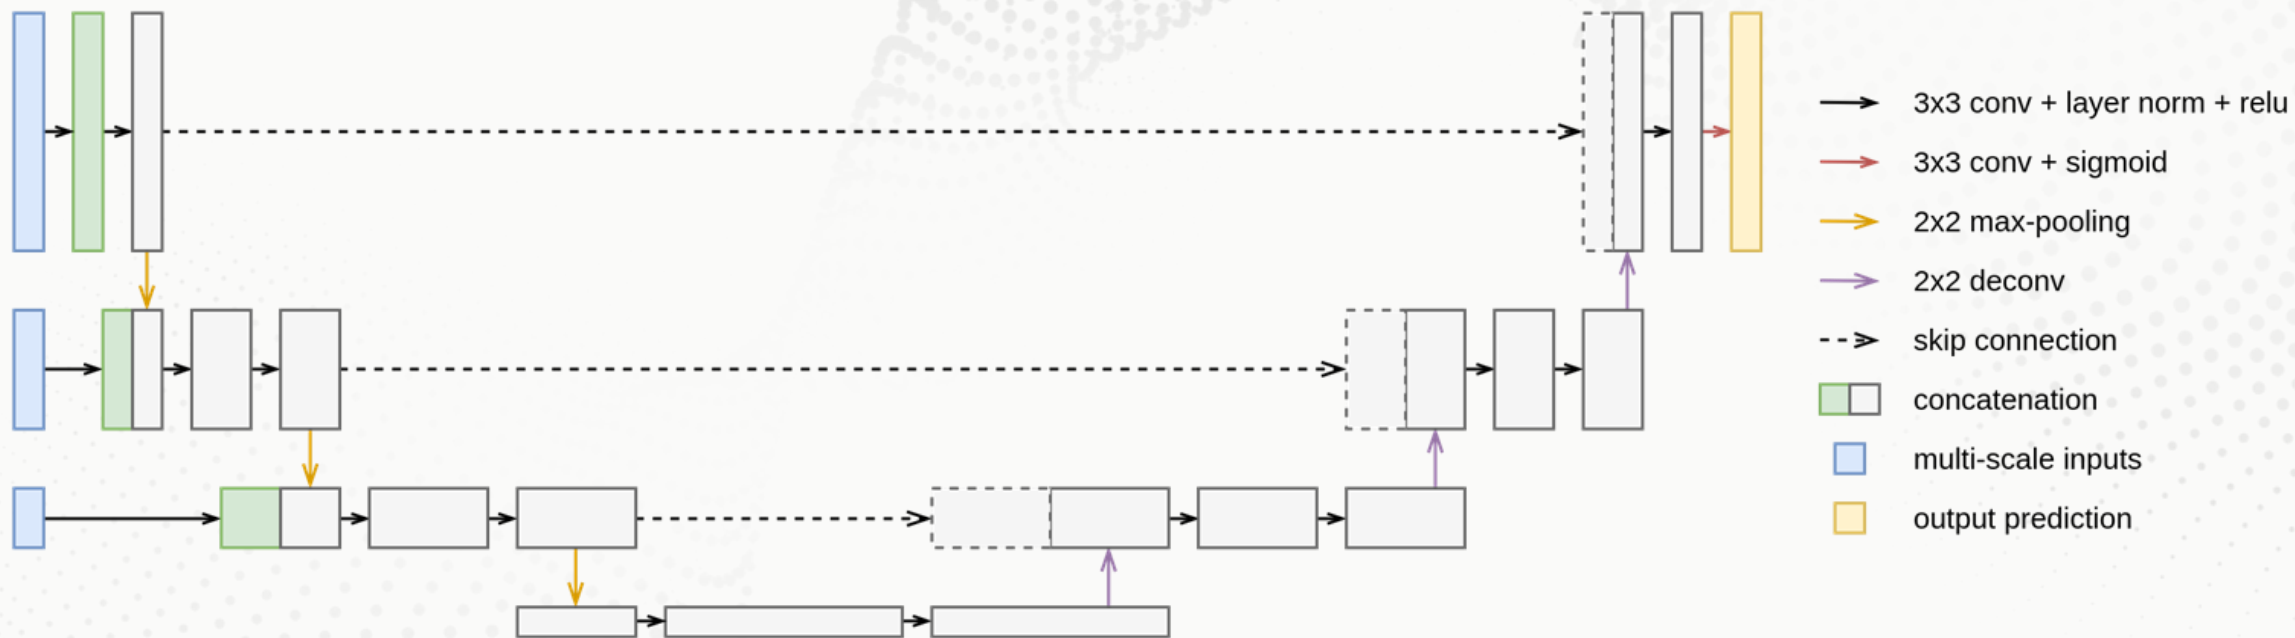 3x3 conv + layer norm + relu
3x3 conv + sigmoid
2x2 max-pooling
2x2 deconv
skip connection
concatenation
multi-scale inputs
output prediction